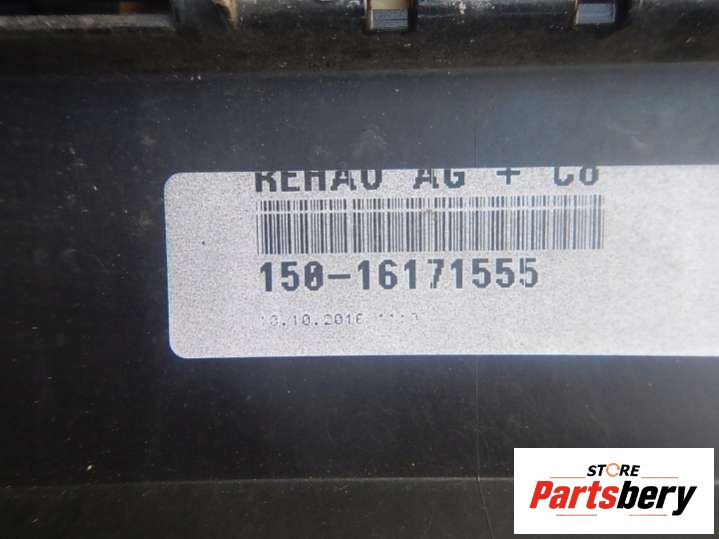 REHAU AG + Co
150-16171555
STORE
Partsbery